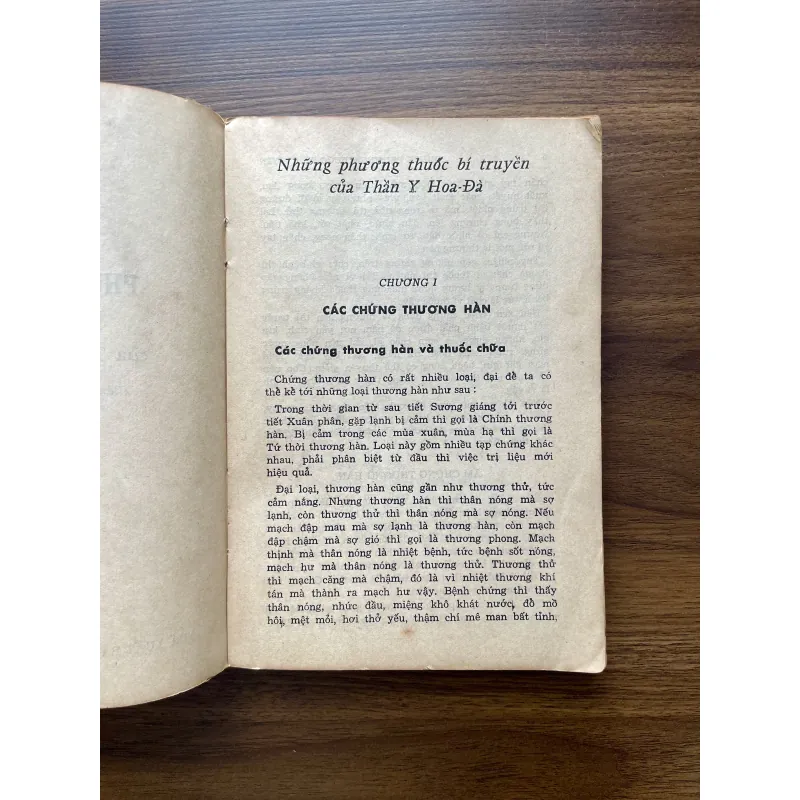 Những phương thuốc bí truyền
của Thần Y Hoa-Đà
CHƯƠNG I
CÁC CHỨNG THƯƠNG HÀN
Các chứng thương hàn và thuốc chữa
Chứng thương hàn có rất nhiều loại, đại để ta có
thể kể tới những loại thương hàn như sau :
Trong thời gian từ sau tiết Sương giáng tới trước
tiết Xuân phân, gặp lạnh bị cảm thì gọi là Chính thương
hàn. Bị cảm trong các mùa xuân, mùa hạ thì gọi là
Tứ thời thương hàn. Loại này gồm nhiều tạp chứng khác
nhau, phải phân biệt từ đầu thì việc trị liệu mới
hiệu quả.
Đại loại, thương hàn cũng gần như thương thử, tức
cảm nắng. Nhưng thương hàn thì thân nóng mà sợ
lạnh, còn thương thử thì thân nóng mà sợ nóng. Nếu
mạch đập mau mà sợ lạnh là thương hàn, còn mạch
đập chậm mà sợ gió thì gọi là thương phong. Mạch
thịnh mà thân nóng là nhiệt bệnh, tức bệnh sốt nóng,
mạch hư mà thân nóng là thương thử. Thương thử
thì mạch căng mà chậm, đó là vì nhiệt thương khí
tán mà thành ra mạch hư vậy. Bệnh chứng thì thấy
thân nóng, nhức đầu, miệng khô khát nước, đổ mồ
hôi, mệt mỏi, hơi thở yếu, thậm chí mê man bất tỉnh,